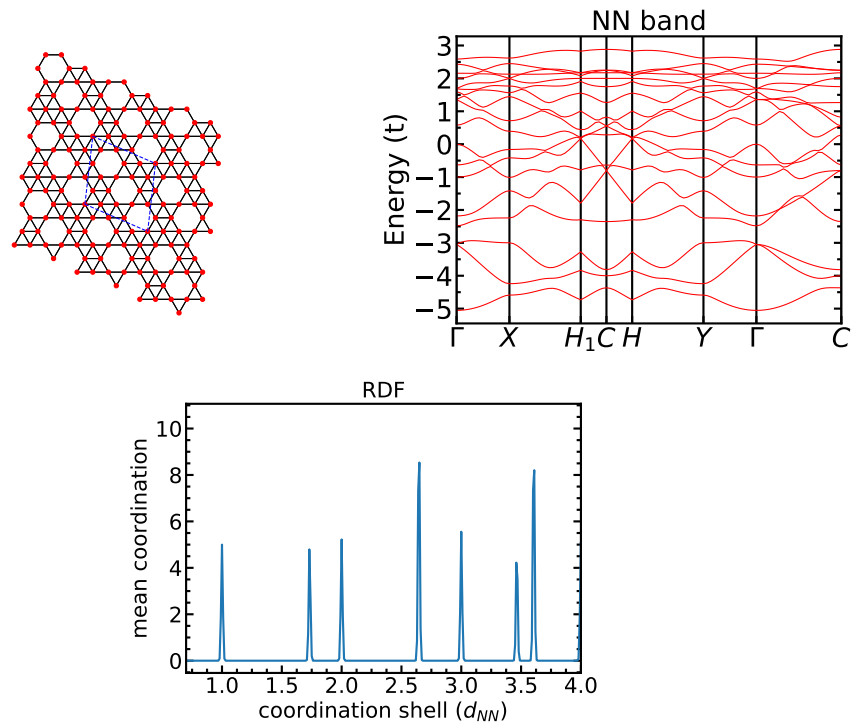 NN band
Energy (t)
3
2
1
0
−1
−2
−3
−4
−5
Γ X H₁ C H Y Γ C
RDF
mean coordination
10
8
6
4
2
0
1.0 1.5 2.0 2.5 3.0 3.5 4.0
coordination shell (d_NN)